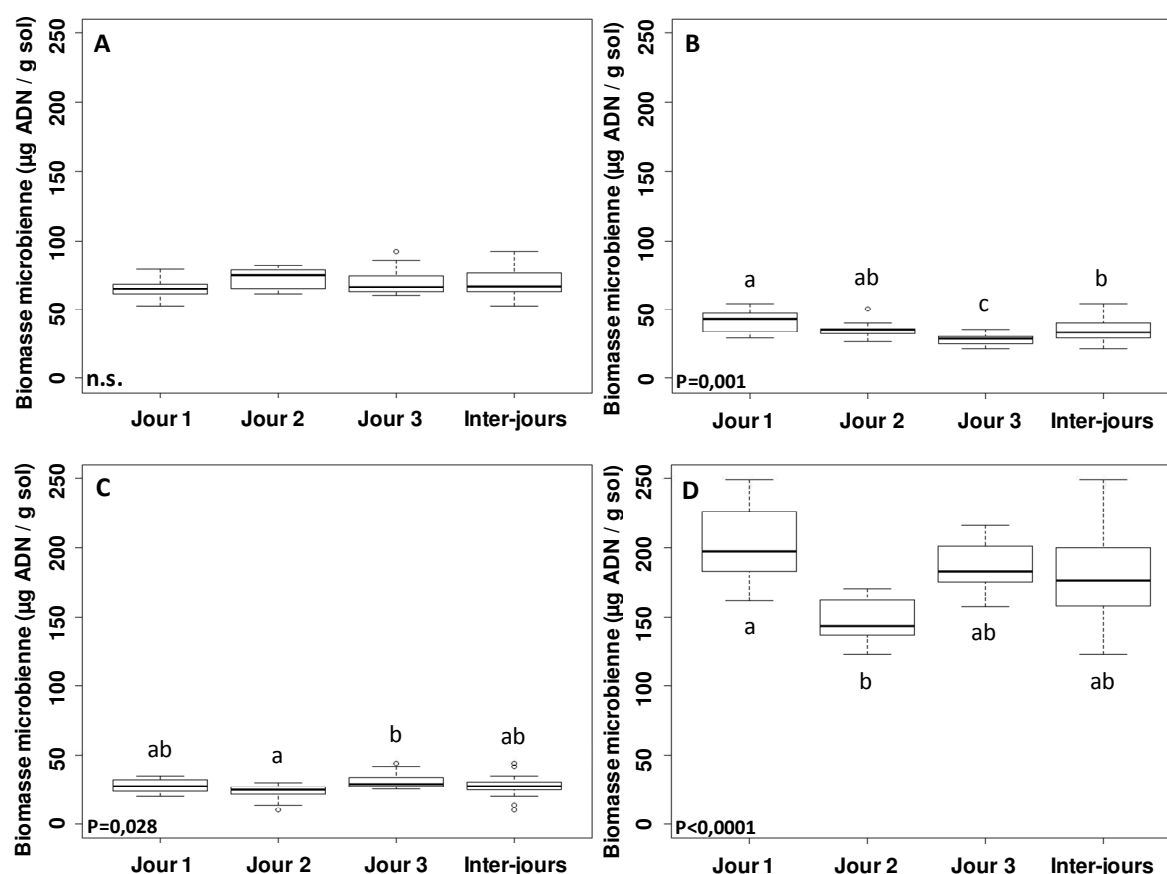 A
Biomasse microbienne (µg ADN / g sol)
250
200
150
100
50
0
n.s.
Jour 1 Jour 2 Jour 3 Inter-jours
B
Biomasse microbienne (µg ADN / g sol)
250
200
150
100
50
0
a ab c b
P=0,001
Jour 1 Jour 2 Jour 3 Inter-jours
C
Biomasse microbienne (µg ADN / g sol)
250
200
150
100
50
0
ab a b ab
P=0,028
Jour 1 Jour 2 Jour 3 Inter-jours
D
Biomasse microbienne (µg ADN / g sol)
250
200
150
100
50
0
a b ab ab
P<0,0001
Jour 1 Jour 2 Jour 3 Inter-jours